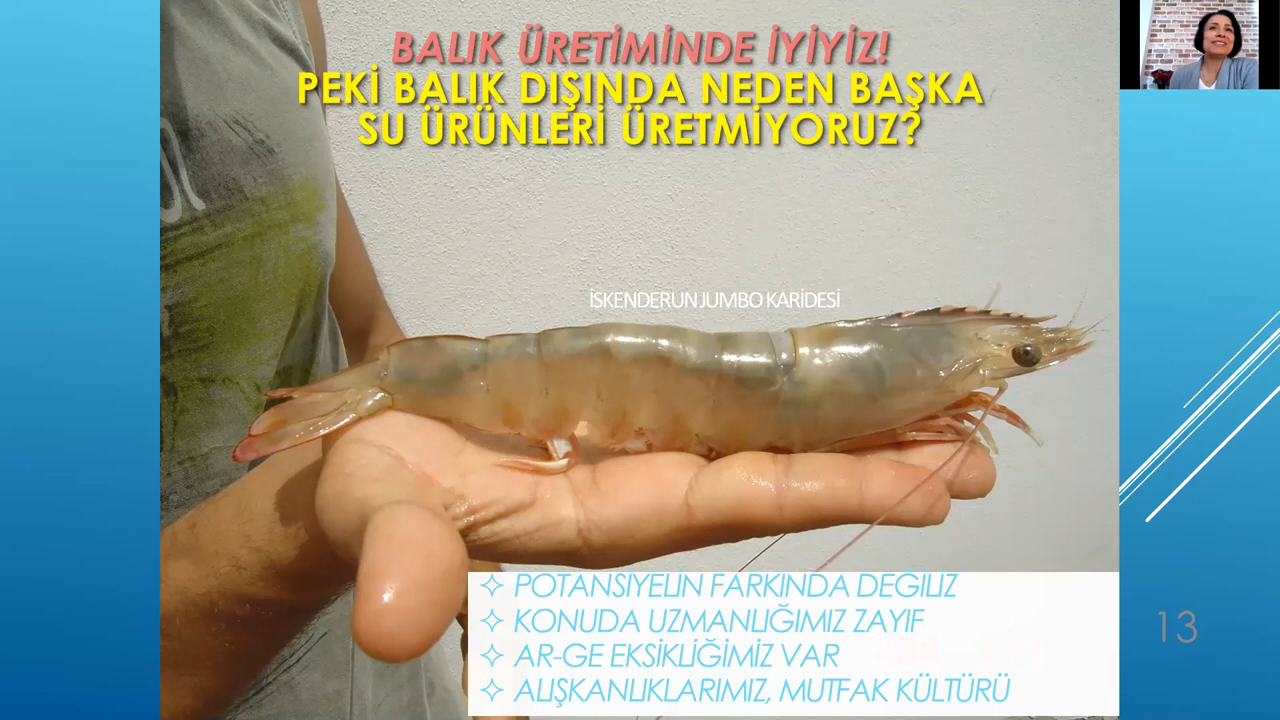 BALIK ÜRETİMİNDE İYİYİZ!
PEKİ BALIK DIŞINDA NEDEN BAŞKA
SU ÜRÜNLERİ ÜRETMİYORUZ?
İSKENDERUN JUMBO KARİDESİ
✧ POTANSİYELİN FARKINDA DEĞİLİZ
✧ KONUDA UZMANLIĞIMIZ ZAYIF
✧ AR-GE EKSİKLİĞİMİZ VAR
✧ ALIŞKANLIKLARIMIZ, MUTFAK KÜLTÜRÜ
13